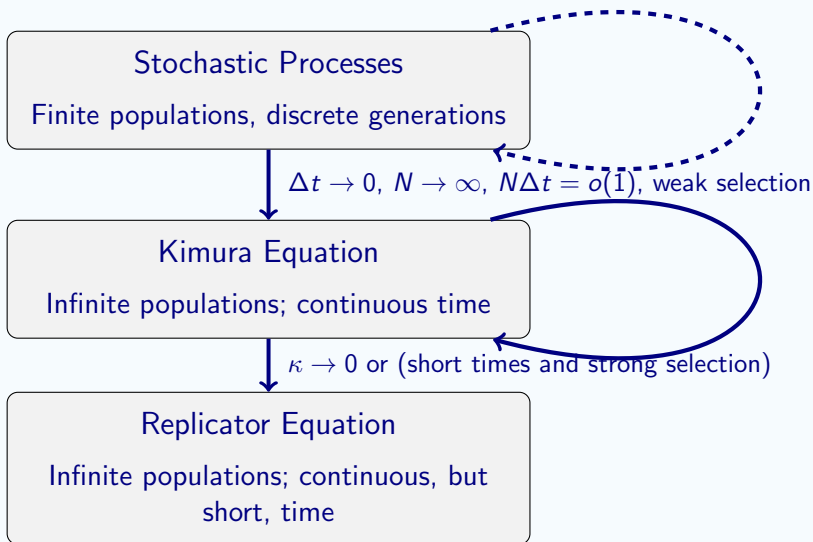 Stochastic Processes
Finite populations, discrete generations
Δt → 0, N → ∞, NΔt = o(1), weak selection
Kimura Equation
Infinite populations; continuous time
κ → 0 or (short times and strong selection)
Replicator Equation
Infinite populations; continuous, but
short, time